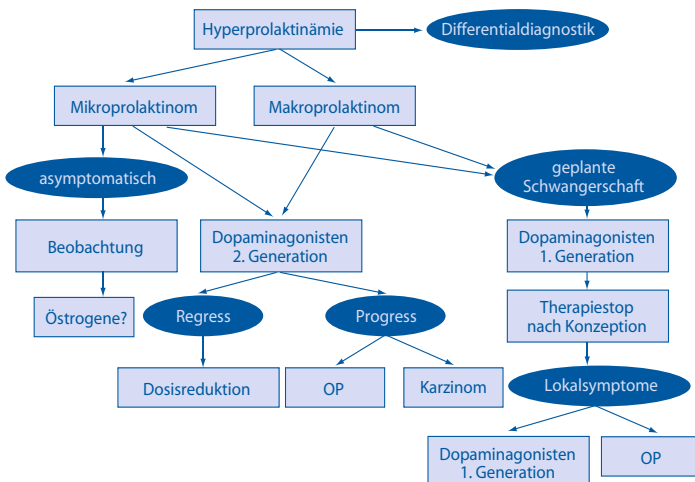 Hyperprolaktinämie
Differentialdiagnostik
Mikroprolaktinom
Makroprolaktinom
asymptomatisch
geplante
Schwangerschaft
Beobachtung
Dopaminagonisten
2. Generation
Dopaminagonisten
1. Generation
Östrogene?
Regress
Progress
Therapiestop
nach Konzeption
Dosisreduktion
OP
Karzinom
Lokalsymptome
Dopaminagonisten
1. Generation
OP